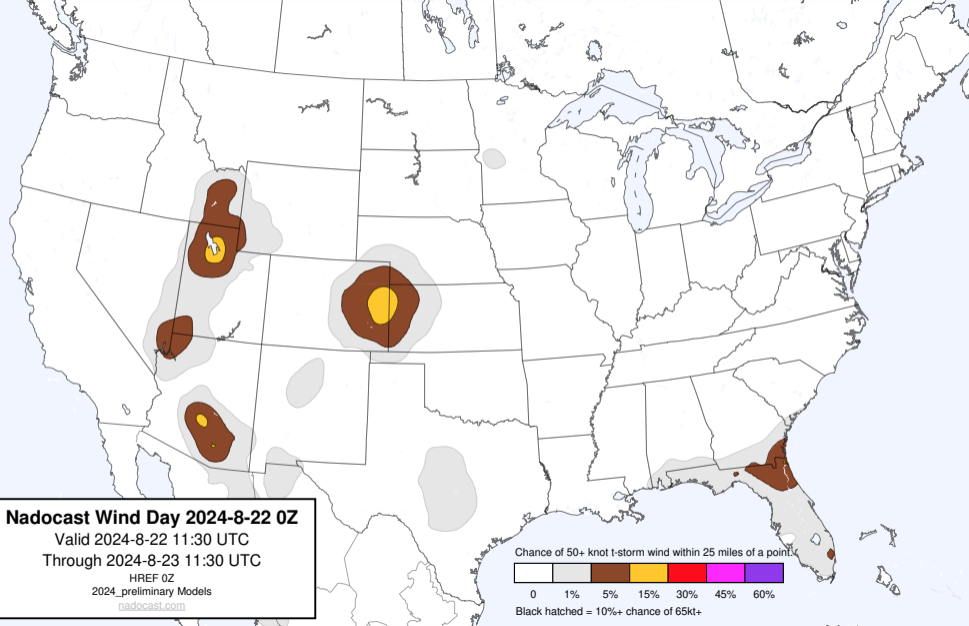 Nadocast Wind Day 2024-8-22 0Z
Valid 2024-8-22 11:30 UTC
Through 2024-8-23 11:30 UTC
HREF 0Z
2024_preliminary Models
nadocast.com
Chance of 50+ knot t-storm wind within 25 miles of a point.
0 1% 5% 15% 30% 45% 60%
Black hatched = 10%+ chance of 65kt+